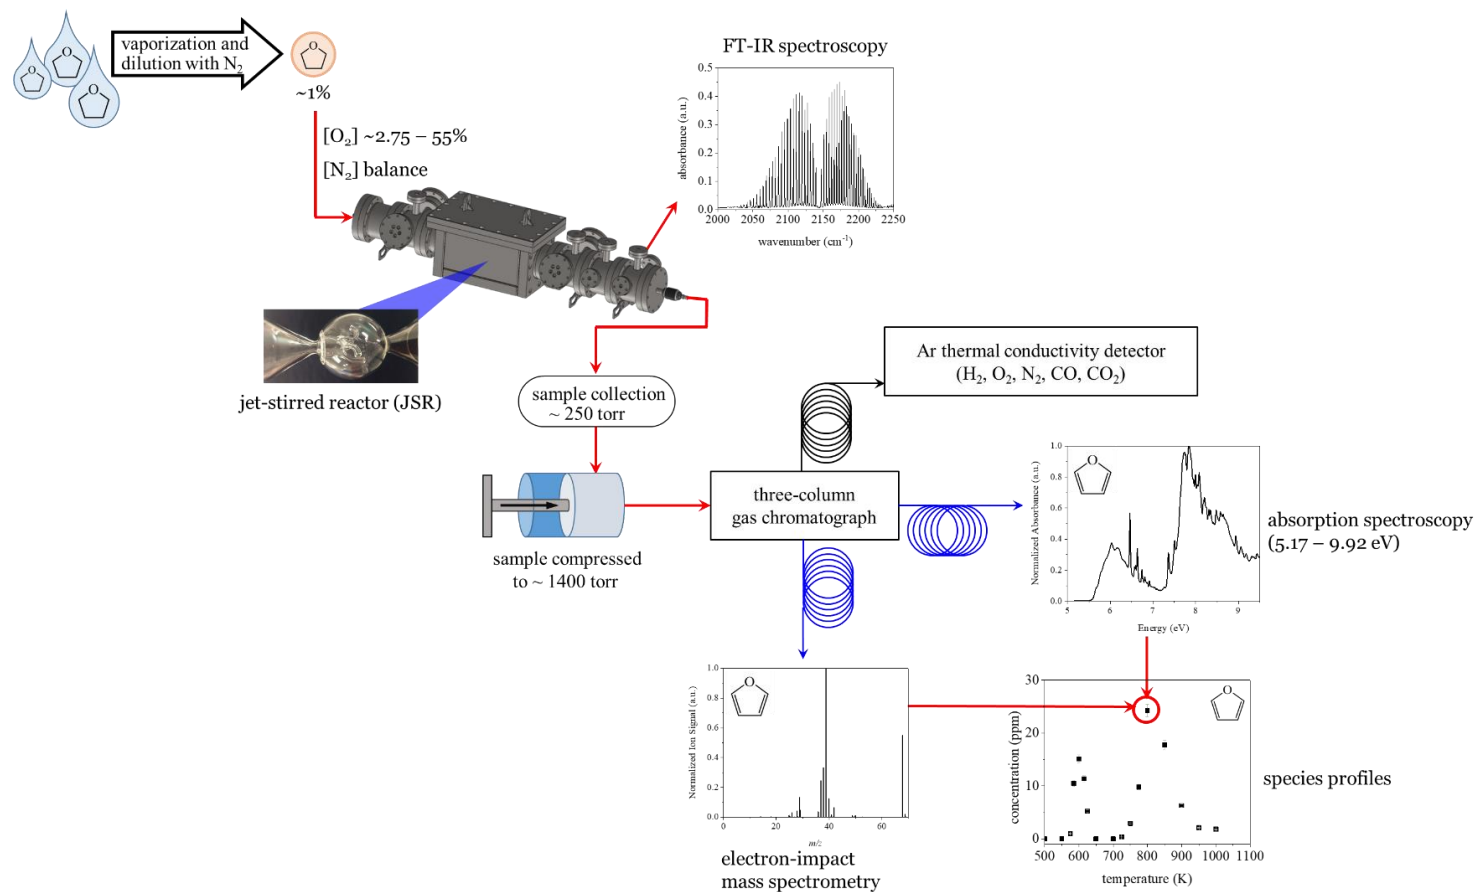 vaporization and
dilution with N₂
O
O
O
O
~1%
[O₂] ~2.75 – 55%
[N₂] balance
FT-IR spectroscopy
0.5
0.4
0.3
0.2
0.1
0.0
absorbance (a.u.)
2000 2050 2100 2150 2200 2250
wavenumber (cm⁻¹)
jet-stirred reactor (JSR)
sample collection
~ 250 torr
sample compressed
to ~ 1400 torr
Ar thermal conductivity detector
(H₂, O₂, N₂, CO, CO₂)
three-column
gas chromatograph
1.0
0.8
0.6
0.4
0.2
0.0
Normalized Absorbance (a.u.)
O
5 6 7 8 9
Energy (eV)
absorption spectroscopy
(5.17 – 9.92 eV)
1.0
0.8
0.6
0.4
0.2
0.0
Normalized Ion Signal (a.u.)
O
0 20 40 60
m/z
electron-impact
mass spectrometry
30
20
10
0
concentration (ppm)
O
500 600 700 800 900 1000 1100
temperature (K)
species profiles